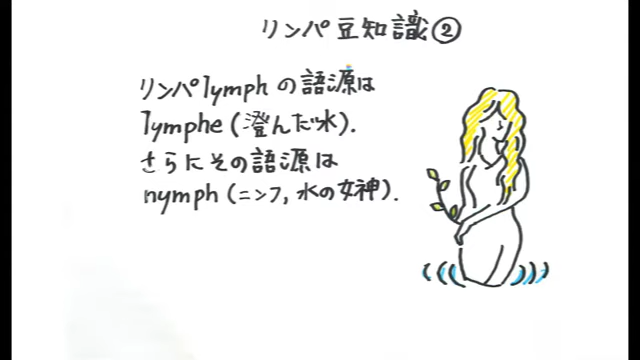 リンパ豆知識②
リンパlymphの語源は
lymphe(澄んだ水).
さらにその語源は
nymph(ニンフ,水の女神).